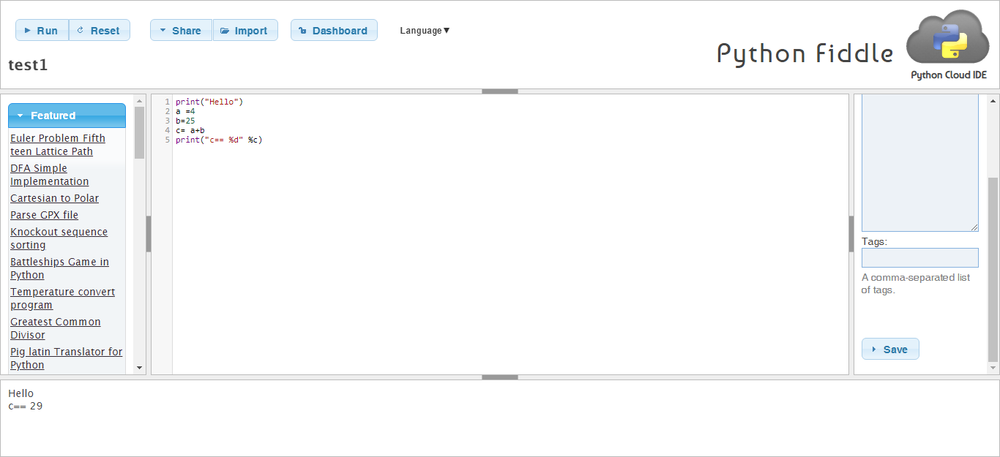 Run Reset Share Import Dashboard Language▼
Python Fiddle
Python Cloud IDE
test1
Featured
Euler Problem Fifth
teen Lattice Path
DFA Simple
Implementation
Cartesian to Polar
Parse GPX file
Knockout sequence
sorting
Battleships Game in
Python
Temperature convert
program
Greatest Common
Divisor
Pig latin Translator for
Python
1 print("Hello")
2 a =4
3 b=25
4 c= a+b
5 print("c== %d" %c)
Tags:
A comma-separated list
of tags.
Save
Hello
c== 29